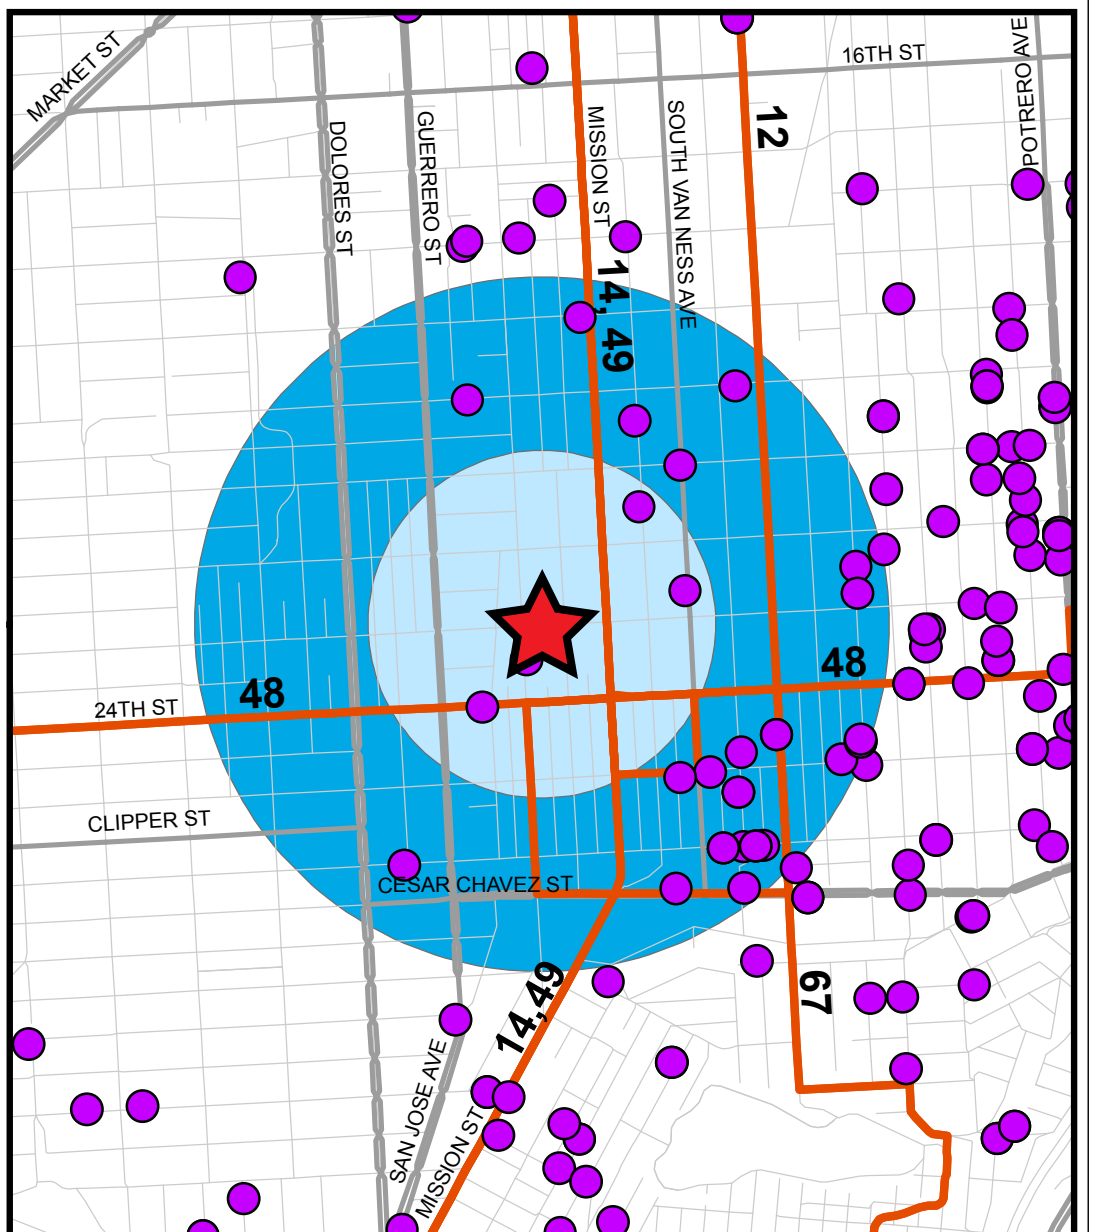 MARKET ST
16TH ST
POTRERO AVE
DOLORES ST
GUERRERO ST
MISSION ST
SOUTH VAN NESS AVE
12
14, 49
48
24TH ST
48
CLIPPER ST
CESAR CHAVEZ ST
14,49
67
SAN JOSE AVE
MISSION ST